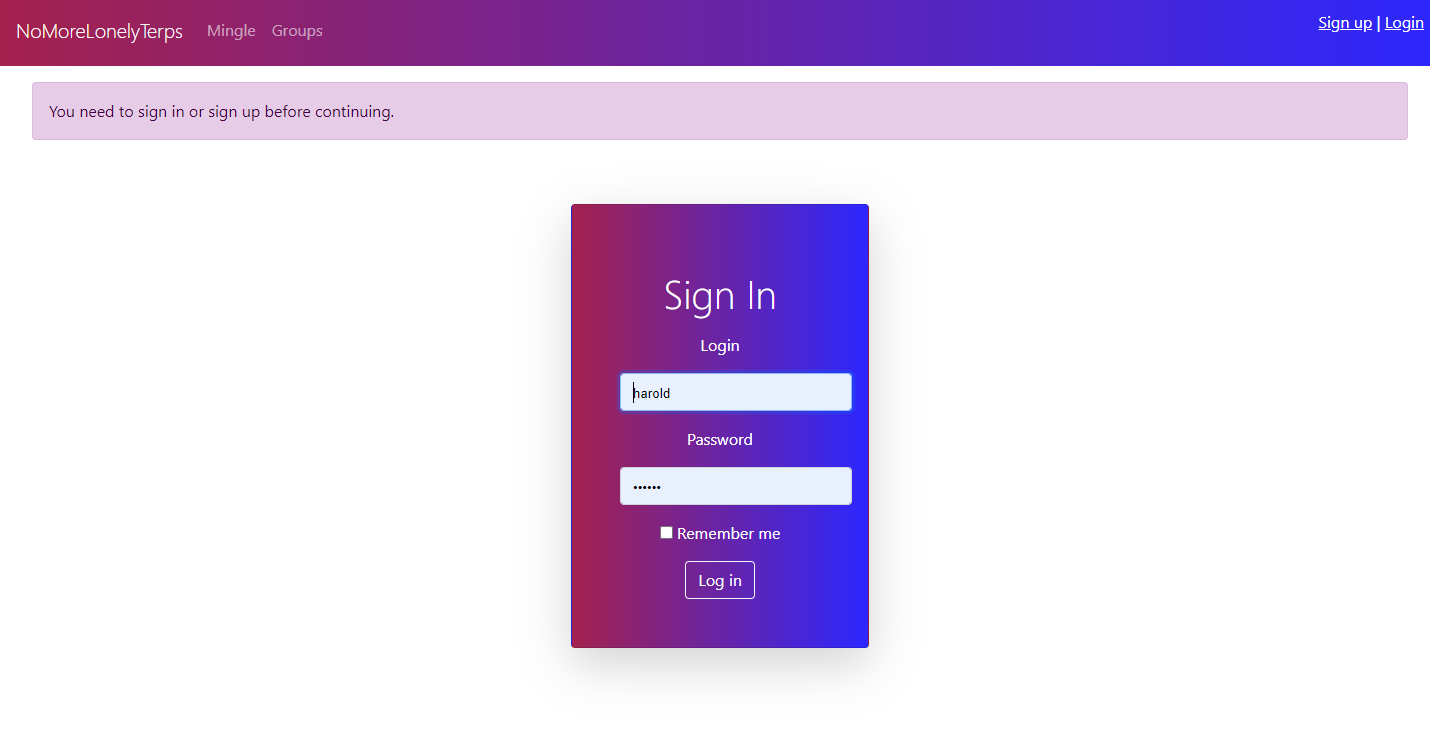 NoMoreLonelyTerps Mingle Groups Sign up | Login
You need to sign in or sign up before continuing.
Sign In
Login
harold
Password
••••••
Remember me
Log in